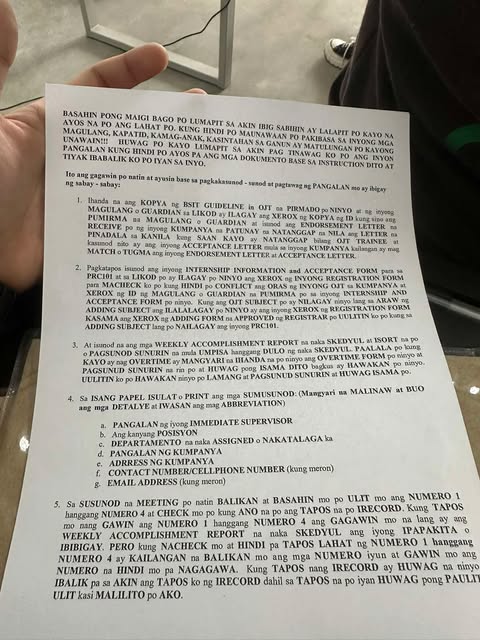 BASAHIN PONG MAIGI BAGO PO LUMAPIT SA AKIN IBIG SABIHIN AY LALAPIT PO KAYO NA
AYOS NA PO ANG LAHAT PO. KUNG HINDI PO MAUNAWAAN PO PAKIBASA SA INYONG MGA
MAGULANG, KAPATID, KAMAG-ANAK, KASINTAHAN SA GANUN AY MATULUNGAN PO KAYONG
UNAWAIN!!! HUWAG PO KAYO LUMAPIT SA AKIN PAG TINAWAG KO PO ANG INYON
PANGALAN KUNG HINDI PO AYOS PA ANG MGA DOKUMENTO BASE SA INSTRUCTION DITO AT
TIYAK IBABALIK KO PO IYAN SA INYO.
Ito ang gagawin po natin at ayusin base sa pagkakasunod - sunod at pagtawag ng PANGALAN mo ay ibigay
ng sabay - sabay:
1. Ihanda na ang KOPYA ng BSIT GUIDELINE in OJT na PIRMADO po NINYO at ng inyong
MAGULANG o GUARDIAN sa LIKOD ay ILAGAY ang XEROX ng KOPYA ng ID kung sino ang
PUMIRMA na MAGULANG o GUARDIAN at isunod ang ENDORSEMENT LETTER na
RECEIVE po ng inyong KUMPANYA na PATUNAY na NATANGGAP na NILA ang LETTER na
PINADALA sa KANILA kung SAAN KAYO ay NATANGGAP bilang OJT TRAINEE at
kasunod nito ay ang inyong ACCEPTANCE LETTER mula sa inyong KUMPANYA kailangan ay mag
MATCH o TUGMA ang inyong ENDORSEMENT LETTER at ACCEPTANCE LETTER.
2. Pagkatapos isunod ang inyong INTERNSHIP INFORMATION and ACCEPTANCE FORM para sa
PRC101 at sa LIKOD po ay ILAGAY PO NINYO ang XEROX ng INYONG REGISTRATION FORM
para MACHECK KO po kung HINDI po CONFLICT ang ORAS ng INYONG OJT sa KUMPANYA at
XEROX ng ID ng MAGULANG o GUARDIAN na PUMIRMA po sa inyong INTERNSHIP AND
ACCEPTANCE FORM po ninyo. Kung ang OJT SUBJECT po ay NILAGAY ninyo lang sa ARAW ng
ADDING SUBJECT ang ILALALAGAY po NINYO ay ang inyong XEROX ng REGISTRATION FORM
KASAMA ang XEROX ng ADDING FORM na APPROVED ng REGISTRAR po UULITIN ko po kung sa
ADDING SUBJECT lang po NAILAGAY ang inyong PRC101.
3. At isunod na ang mga WEEKLY ACCOMPLISHMENT REPORT na naka SKEDYUL at ISORT na po
o PAGSUNOD SUNURIN na mula UMPISA hanggang DULO ng naka SKEDYUL. PAALALA po kung
KAYO ay nag OVERTIME ay MANGYARI na IHANDA na po ninyo ang OVERTIME FORM po ninyo at
PAGSUNUD SUNURIN na rin po at HUWAG pong ISAMA DITO bagkus ay HAWAKAN po ninyo.
UULITIN ko po HAWAKAN ninyo po LAMANG at PAGSUNUD SUNURIN at HUWAG ISAMA PO.
4. Sa ISANG PAPEL ISULAT o PRINT ang mga SUMUSUNOD: (Mangyari na MALINAW at BUO
ang mga DETALYE at IWASAN ang mag ABBREVIATION)
a. PANGALAN ng IYONG IMMEDIATE SUPERVISOR
b. Ang kanyang POSISYON
c. DEPARTAMENTO na naka ASSIGNED o NAKATALAGA ka
d. PANGALAN ng KUMPANYA
e. ADRRESS ng KUMPANYA
f. CONTACT NUMBER/CELLPHONE NUMBER (kung meron)
g. EMAIL ADDRESS (kung meron)
5. Sa SUSUNOD na MEETING po natin BALIKAN at BASAHIN mo po ULIT mo ang NUMERO 1
hanggang NUMERO 4 at CHECK mo po kung ANO na po ang TAPOS na po IRECORD. Kung TAPOS
mo nang GAWIN ang NUMERO 1 hanggang NUMERO 4 ang GAGAWIN mo na lang ay ang
WEEKLY ACCOMPLISHMENT REPORT na naka SKEDYUL ang iyong IPAPAKITA o
IBIBIGAY. PERO kung NACHECK mo at HINDI pa TAPOS LAHAT ng NUMERO 1 hanggang
NUMERO 4 ay KAILANGAN na BALIKAN mo ang mga NUMERO iyun at GAWIN mo ang
NUMERO na HINDI mo pa NAGAGAWA. Kung TAPOS nang IRECORD ay HUWAG na ninyo
IBALIK pa sa AKIN ang TAPOS ko ng IRECORD dahil sa TAPOS na po iyan HUWAG pong PAULIT
ULIT kasi MALILITO po AKO.